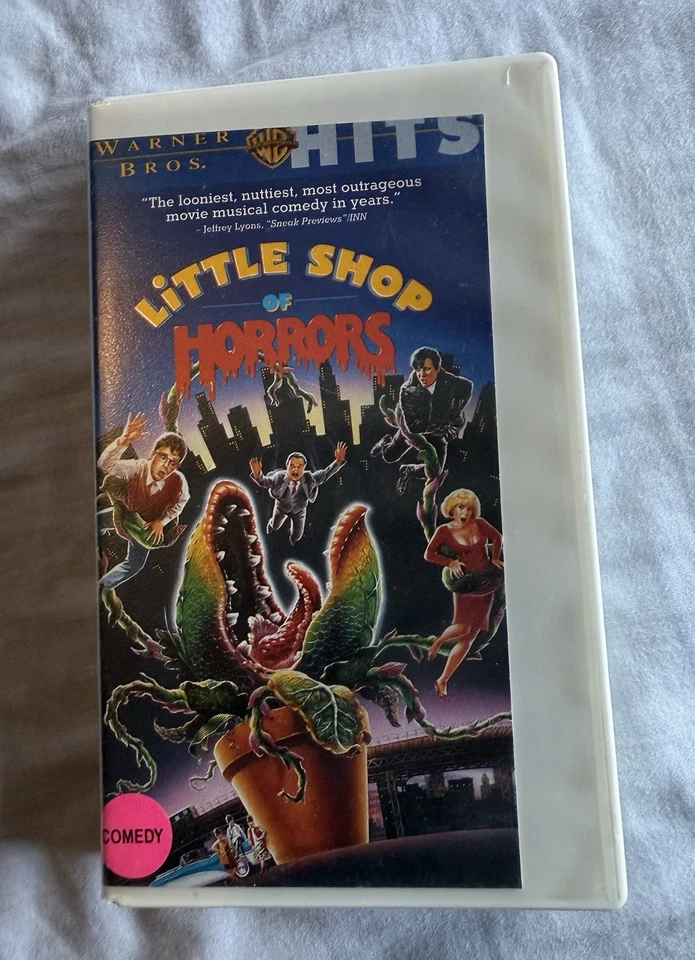 WARNER
BROS.
WB
HITS
“The looniest, nuttiest, most outrageous
movie musical comedy in years.”
– Jeffrey Lyons, “Sneak Previews”/INN
LiTTLE SHOP
OF
HORRORS
COMEDY